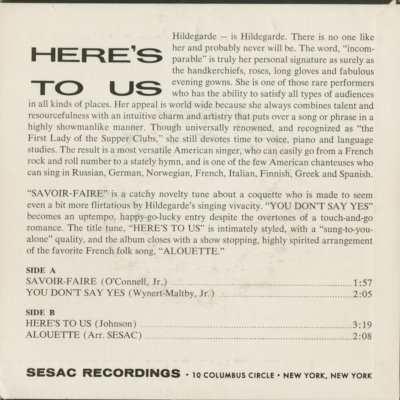 HERE'S
TO US
Hildegarde — is Hildegarde. There is no one like
her and probably never will be. The word, "incom-
parable" is truly her personal signature as surely as
the handkerchiefs, roses, long gloves and fabulous
evening gowns. She is one of those rare performers
who has the ability to satisfy all types of audiences
in all kinds of places. Her appeal is world wide because she always combines talent and
resourcefulness with an intuitive charm and artistry that puts over a song or phrase in a
highly showmanlike manner. Though universally renowned, and recognized as "the
First Lady of the Supper Clubs," she still devotes time to voice, piano and language
studies. The result is a most versatile American singer, who can easily go from a French
rock and roll number to a stately hymn, and is one of the few American chanteuses who
can sing in Russian, German, Norwegian, French, Italian, Finnish, Greek and Spanish.
"SAVOIR-FAIRE" is a catchy novelty tune about a coquette who is made to seem
even a bit more flirtatious by Hildegarde's singing vivacity. "YOU DON'T SAY YES"
becomes an uptempo, happy-go-lucky entry despite the overtones of a touch-and-go
romance. The title tune, "HERE'S TO US" is intimately styled, with a "sung-to-you-
alone" quality, and the album closes with a show stopping, highly spirited arrangement
of the favorite French folk song, "ALOUETTE."
SIDE A
SAVOIR-FAIRE (O'Connell, Jr.) 1:57
YOU DON'T SAY YES (Wynert-Maltby, Jr.) 2:05
SIDE B
HERE'S TO US (Johnson) 3:19
ALOUETTE (Arr. SESAC) 2:08
SESAC RECORDINGS • 10 COLUMBUS CIRCLE • NEW YORK, NEW YORK